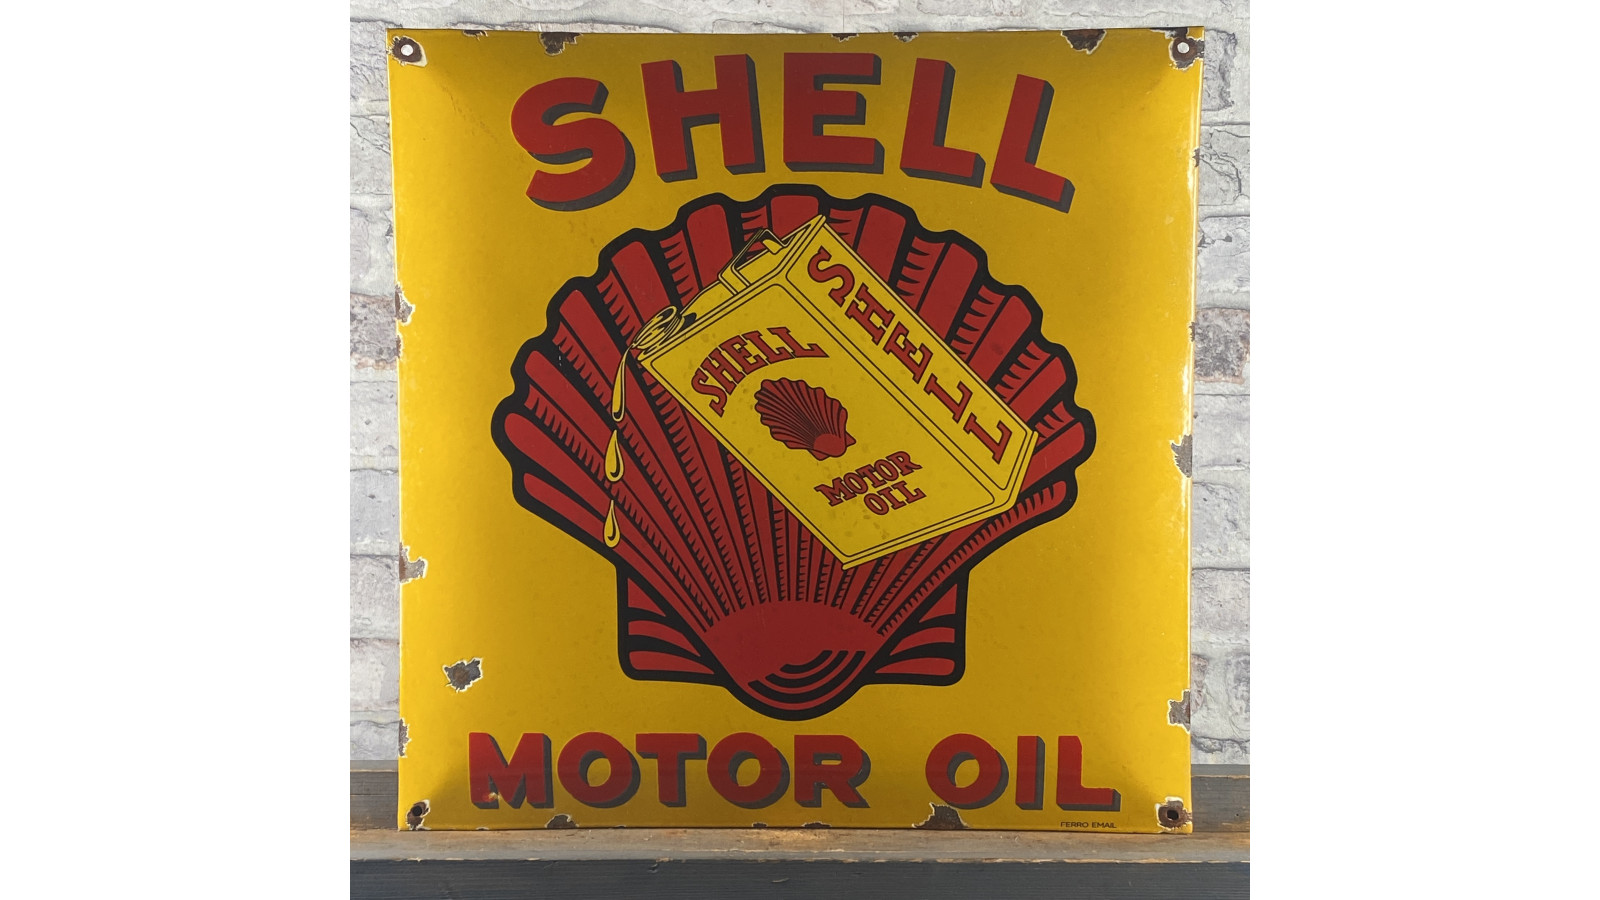 SHELL
SHELL
SHELL
MOTOR
OIL
MOTOR OIL
FERRO EMAIL